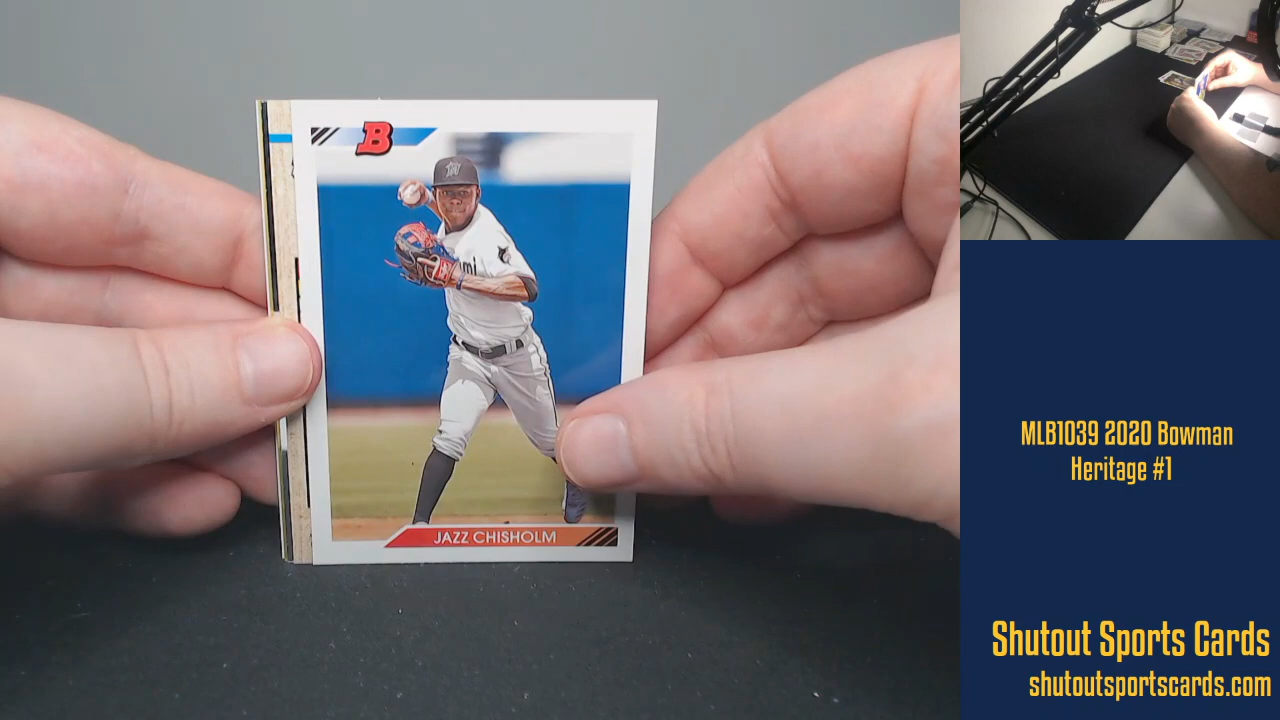 B
JAZZ CHISHOLM
MLB1039 2020 Bowman
Heritage #1
Shutout Sports Cards
shutoutsportscards.com